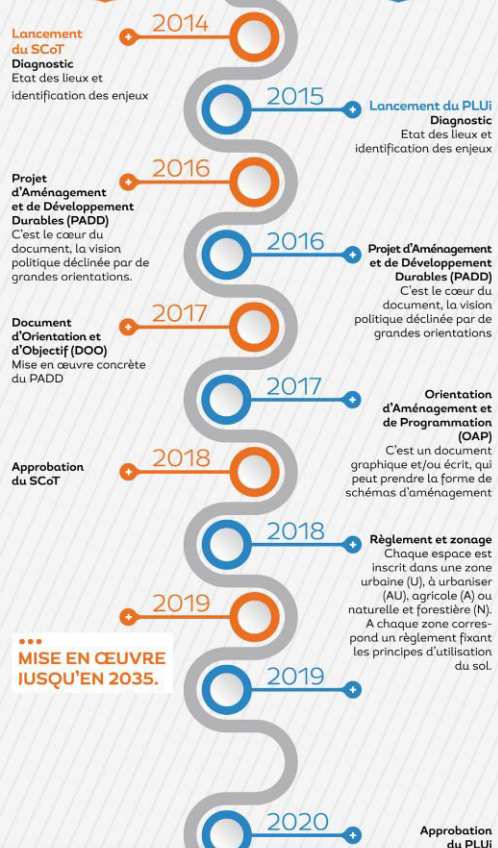 2014
Lancement
du SCoT
Diagnostic
Etat des lieux et
identification des enjeux
2015
Lancement du PLUi
Diagnostic
Etat des lieux et
identification des enjeux
2016
Projet
d'Aménagement
et de Développement
Durables (PADD)
C'est le cœur du
document, la vision
politique déclinée par de
grandes orientations.
2016
Projet d'Aménagement
et de Développement
Durables (PADD)
C'est le cœur du
document, la vision
politique déclinée par de
grandes orientations
2017
Document
d'Orientation et
d'Objectif (DOO)
Mise en œuvre concrète
du PADD
2017
Orientation
d'Aménagement et
de Programmation
(OAP)
C'est un document
graphique et/ou écrit, qui
peut prendre la forme de
schémas d'aménagement
2018
Approbation
du SCoT
2018
Règlement et zonage
Chaque espace est
inscrit dans une zone
urbaine (U), à urbaniser
(AU), agricole (A) ou
naturelle et forestière (N).
A chaque zone corres-
pond un règlement fixant
les principes d'utilisation
du sol.
2019
MISE EN ŒUVRE
JUSQU'EN 2035.
2019
2020
Approbation
du PLUi